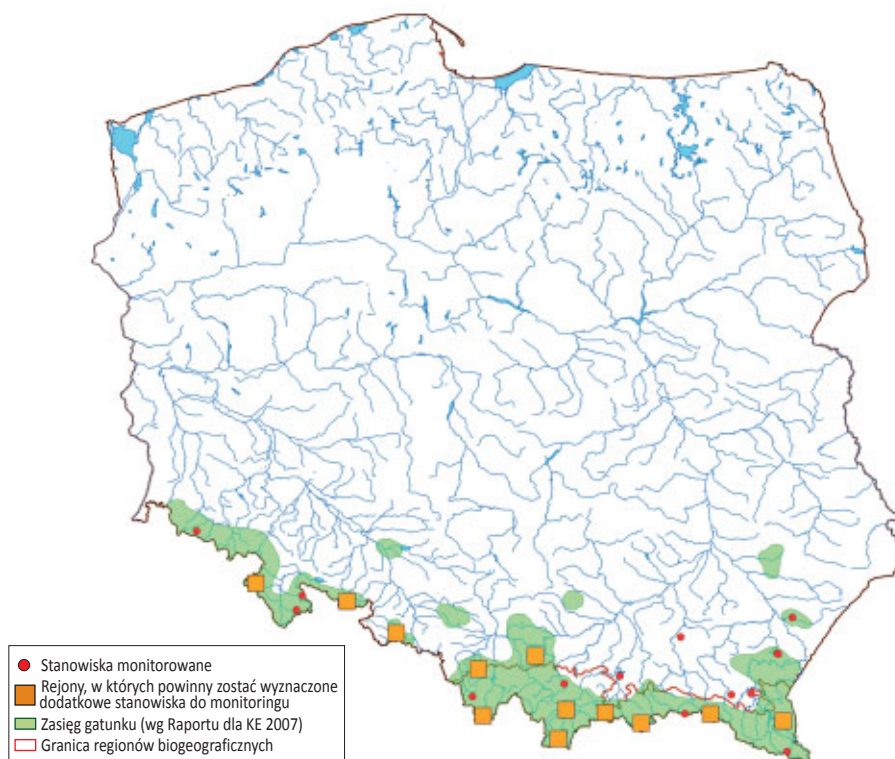 Stanowiska monitorowane
Rejony, w których powinny zostać wyznaczone
dodatkowe stanowiska do monitoringu
Zasięg gatunku (wg Raportu dla KE 2007)
Granica regionów biogeograficznych